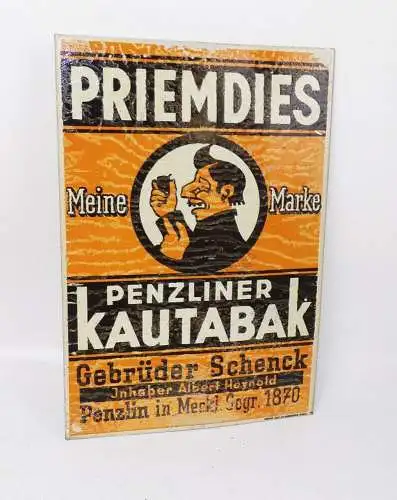 PRIEMDIES
Meine Marke
PENZLINER
KAUTABAK
Gebrüder Schenck
Inhaber Albert Heynold
Penzlin in Meckl. Gegr. 1870